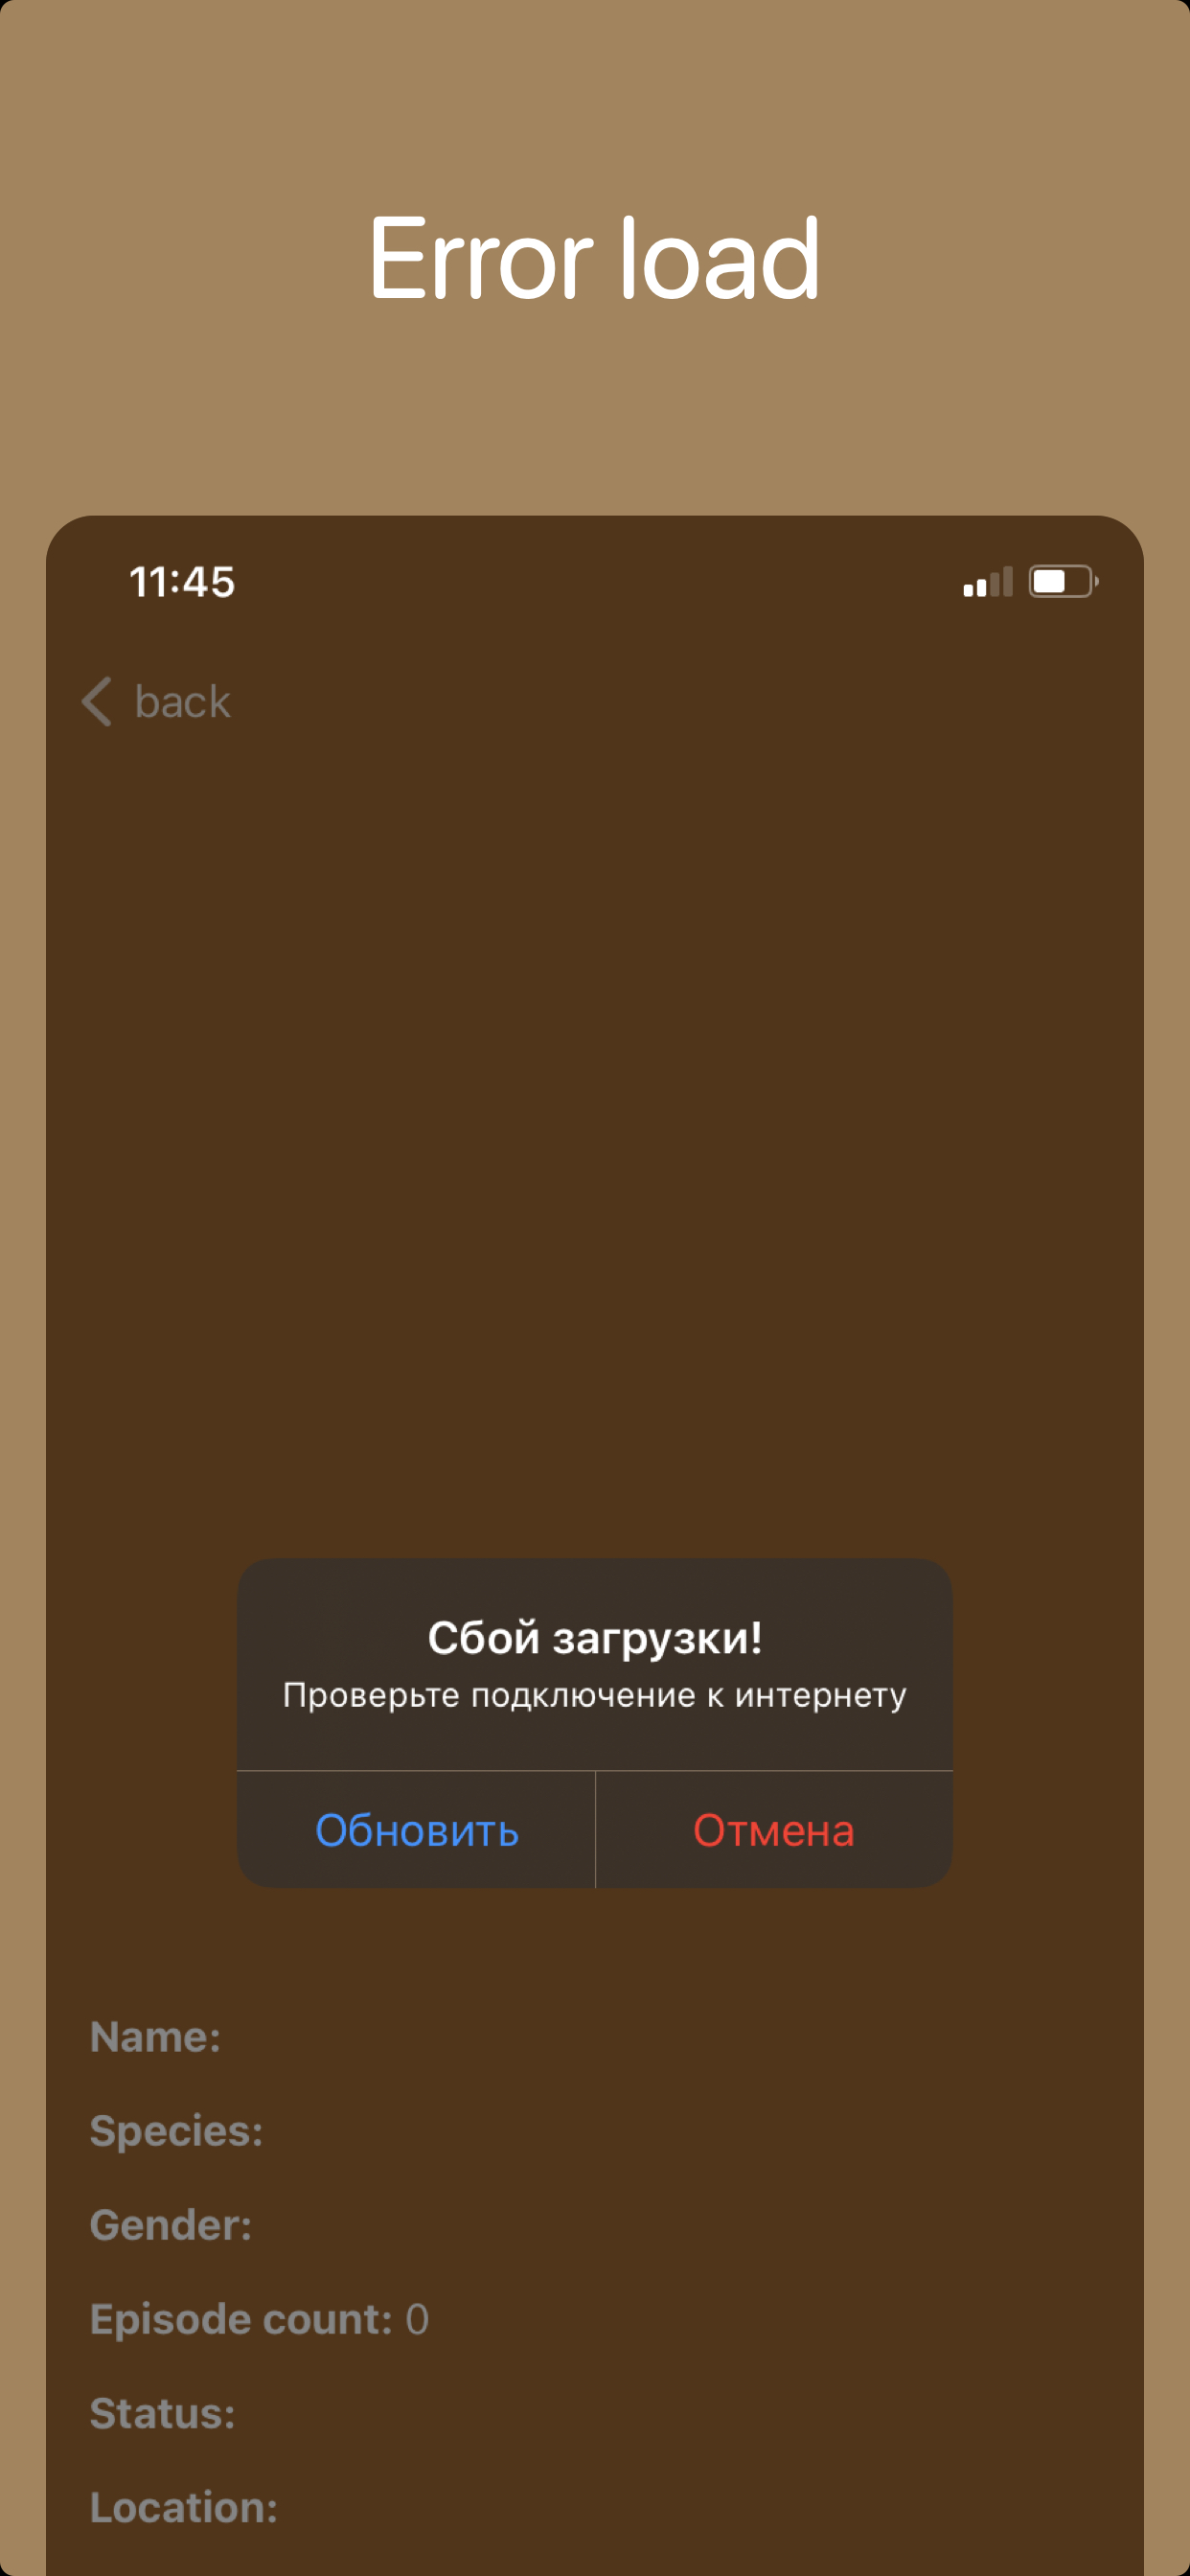 Error load
11:45
back
Сбой загрузки!
Проверьте подключение к интернету
Обновить
Отмена
Name:
Species:
Gender:
Episode count: 0
Status:
Location: